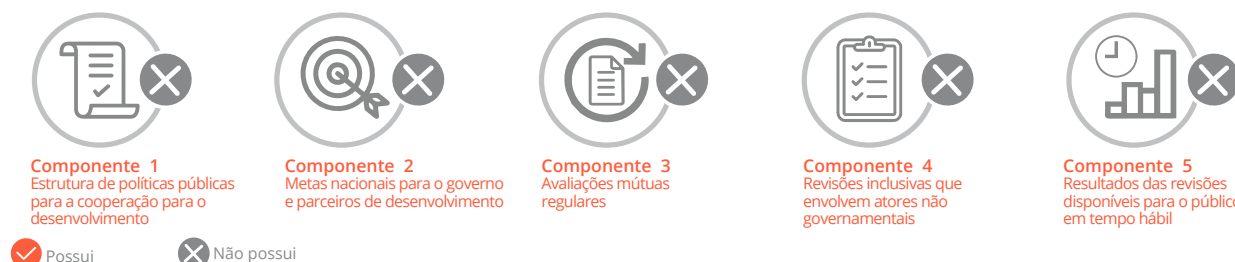 Componente 1
Estrutura de políticas públicas
para a cooperação para o
desenvolvimento
Componente 2
Metas nacionais para o governo
e parceiros de desenvolvimento
Componente 3
Avaliações mútuas
regulares
Componente 4
Revisões inclusivas que
envolvem atores não
governamentais
Componente 5
Resultados das revisões
disponíveis para o público
em tempo hábil
Possui
Não possui